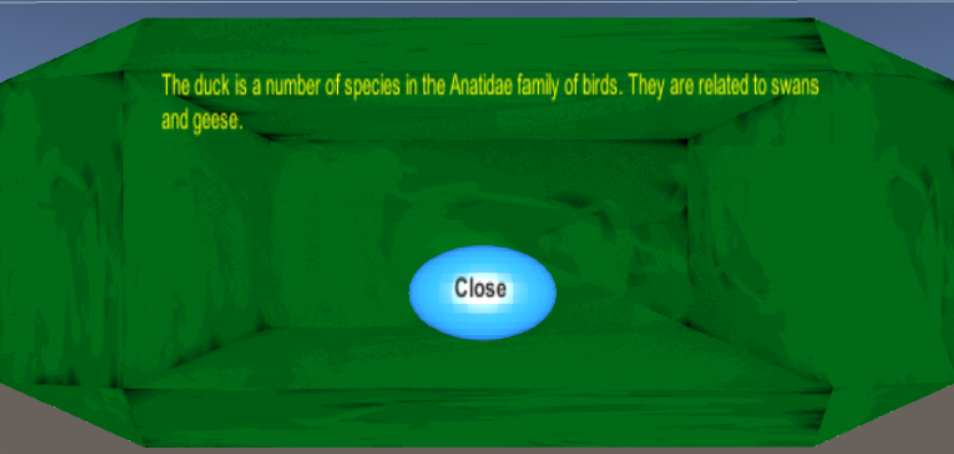 The duck is a number of species in the Anatidae family of birds.. They are related to swans
and geese.
Close